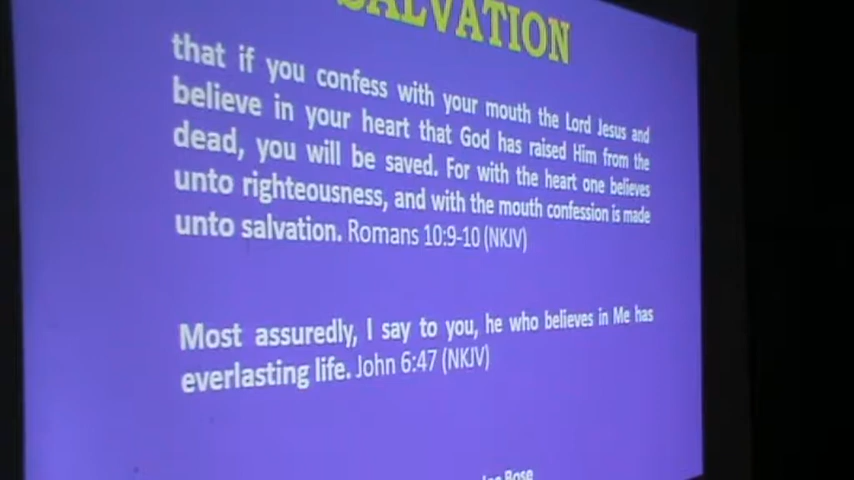 SALVATION
that if you confess with your mouth the Lord Jesus and
believe in your heart that God has raised Him from the
dead, you will be saved. For with the heart one believes
unto righteousness, and with the mouth confession is made
unto salvation. Romans 10:9-10 (NKJV)
Most assuredly, I say to you, he who believes in Me has
everlasting life. John 6:47 (NKJV)
Rose